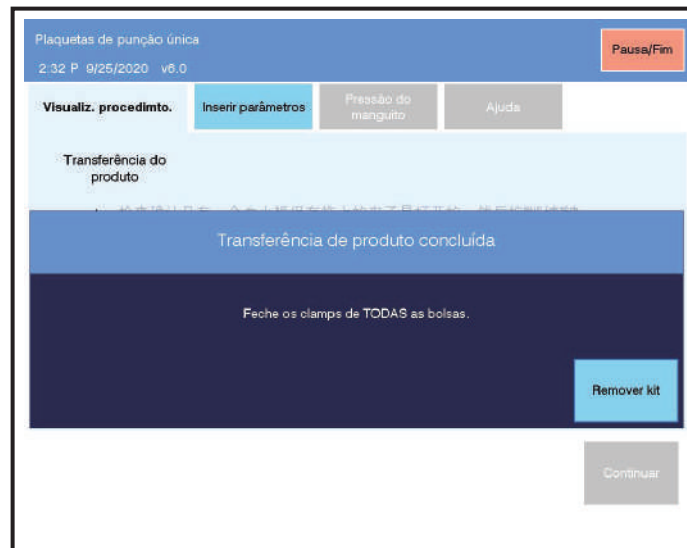 Plaquetas de punção única
2:32 P 9/25/2020 v6.0
Pausa/Fim
Visualiz. procedimto.
Inserir parâmetros
Pressão do
manguito
Ajuda
Transferência do
produto
Transferência de produto concluída
Feche os clamps de TODAS as bolsas.
Remover kit
Continuar